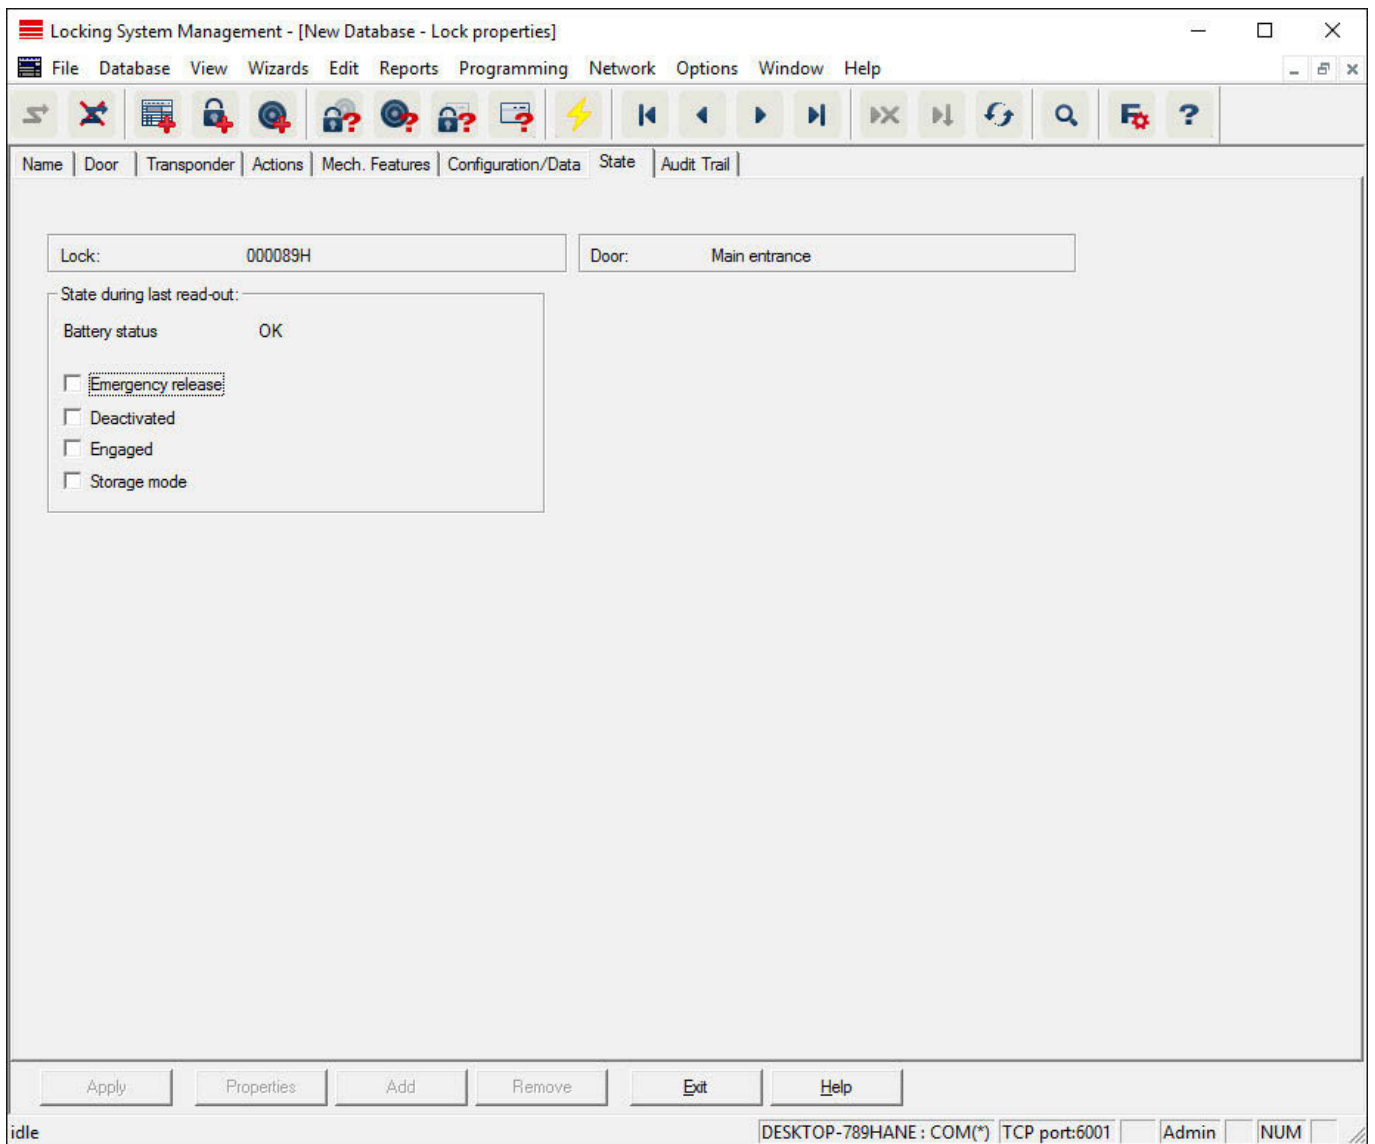 Locking System Management - [New Database - Lock properties]
File Database View Wizards Edit Reports Programming Network Options Window Help
Name Door Transponder Actions Mech. Features Configuration/Data State Audit Trail
Lock: 000089H Door: Main entrance
State during last read-out:
Battery status OK
Emergency release
Deactivated
Engaged
Storage mode
Apply Properties Add Remove Exit Help
idle DESKTOP-789HANE : COM(*) TCP port:6001 Admin NUM